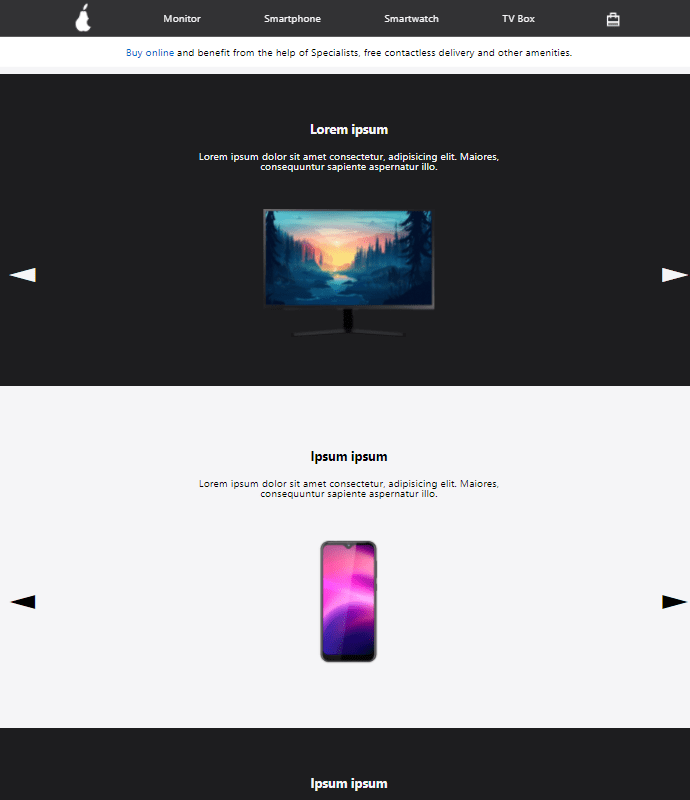 Monitor Smartphone Smartwatch TV Box
Buy online and benefit from the help of Specialists, free contactless delivery and other amenities.
Lorem ipsum
Lorem ipsum dolor sit amet consectetur, adipisicing elit. Maiores,
consequuntur sapiente aspernatur illo.
Ipsum ipsum
Lorem ipsum dolor sit amet consectetur, adipisicing elit. Maiores,
consequuntur sapiente aspernatur illo.
Ipsum ipsum